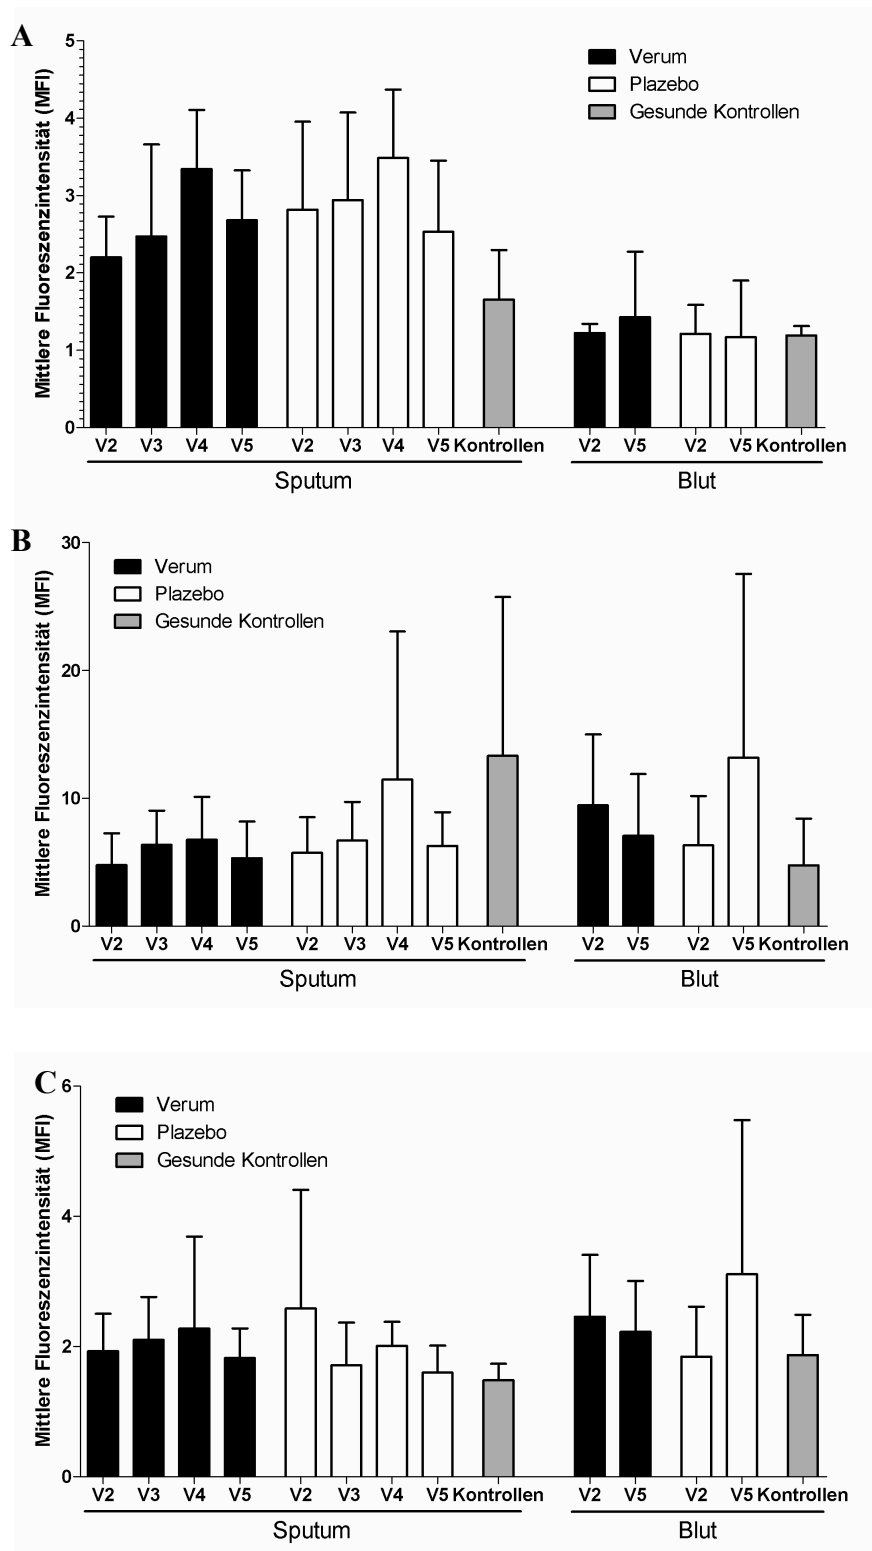 A
Mittlere Fluoreszenzintensität (MFI)
5
4
3
2
1
0
Verum
Plazebo
Gesunde Kontrollen
V2 V3 V4 V5 V2 V3 V4 V5 Kontrollen V2 V5 V2 V5 Kontrollen
Sputum Blut
B
Mittlere Fluoreszenzintensität (MFI)
30
20
10
0
Verum
Plazebo
Gesunde Kontrollen
V2 V3 V4 V5 V2 V3 V4 V5 Kontrollen V2 V5 V2 V5 Kontrollen
Sputum Blut
C
Mittlere Fluoreszenzintensität (MFI)
6
4
2
0
Verum
Plazebo
Gesunde Kontrollen
V2 V3 V4 V5 V2 V3 V4 V5 Kontrollen V2 V5 V2 V5 Kontrollen
Sputum Blut